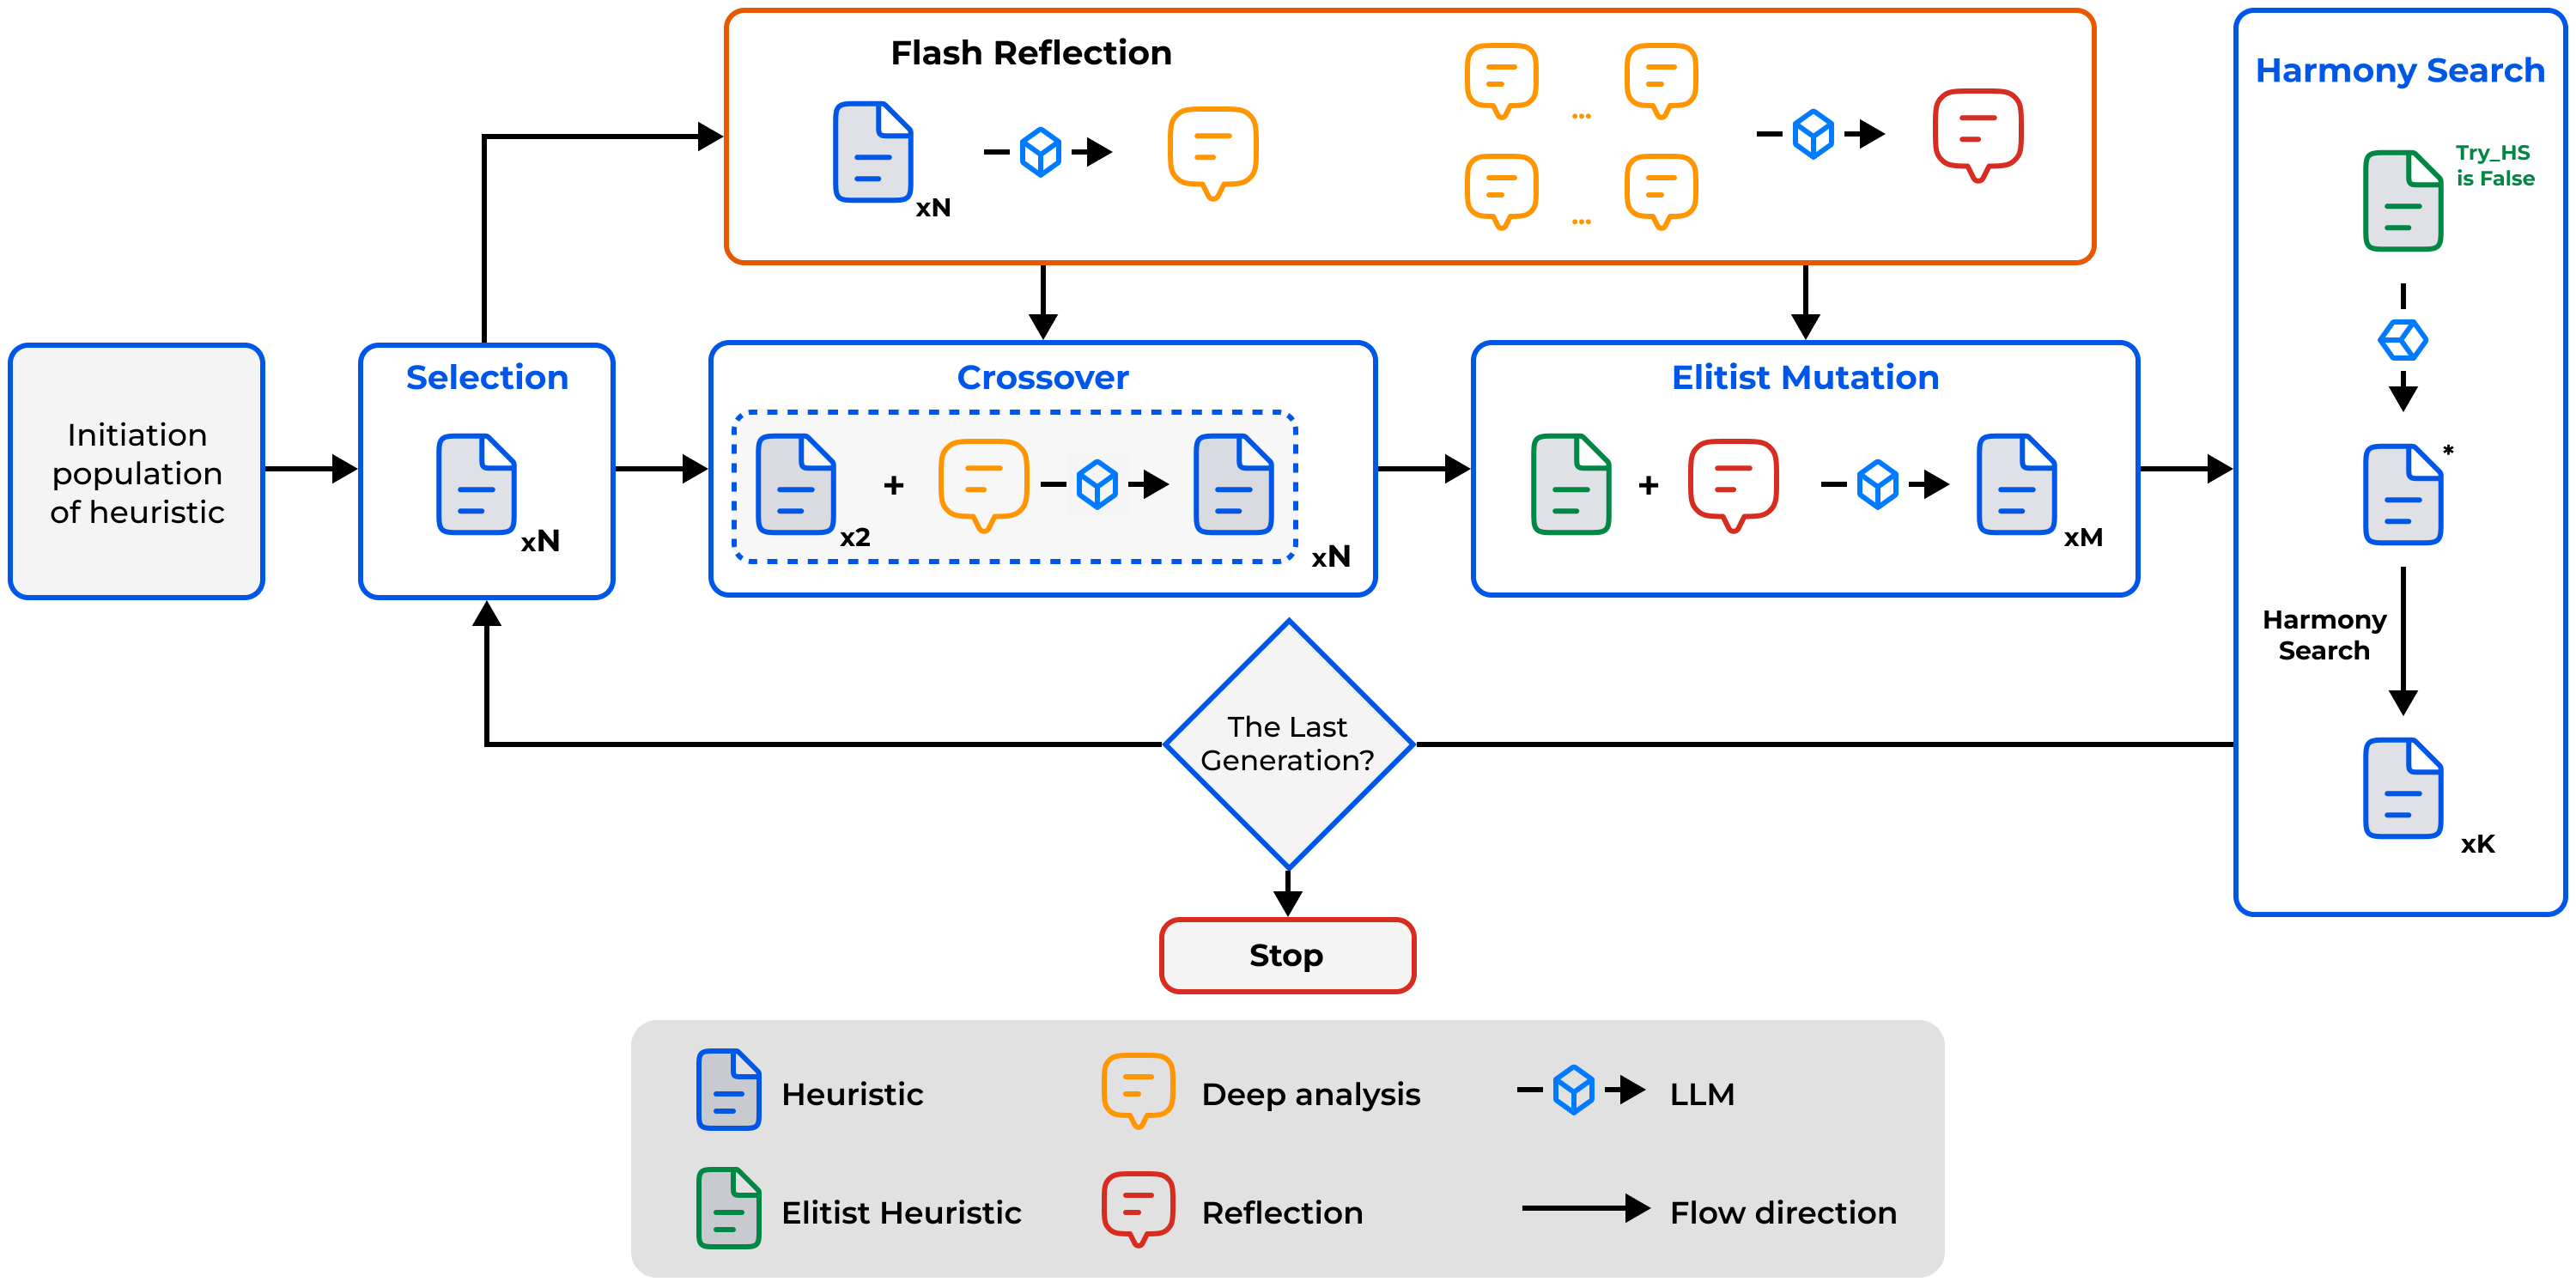 Flash Reflection
xN
...
...
Harmony Search
Try_HS
is False
*
Harmony
Search
xK
Initiation
population
of heuristic
Selection
xN
Crossover
+
x2
xN
Elitist Mutation
+
xM
The Last
Generation?
Stop
Heuristic
Deep analysis
LLM
Elitist Heuristic
Reflection
Flow direction